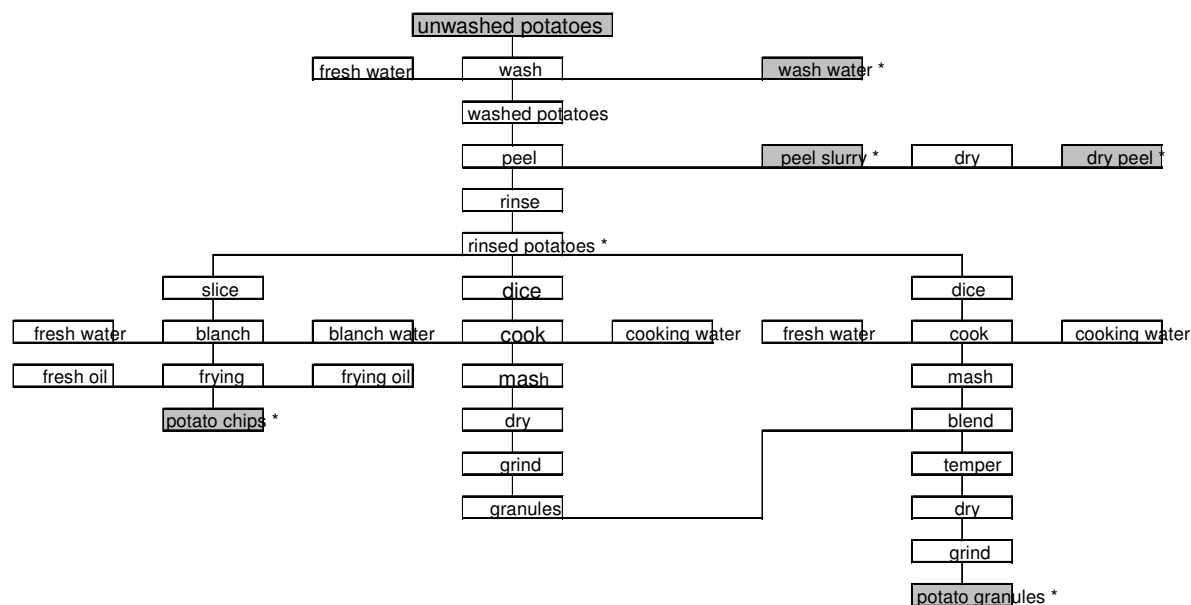 unwashed potatoes
fresh water
wash
wash water *
washed potatoes
peel
peel slurry *
dry
dry peel *
rinse
rinsed potatoes *
slice
dice
dice
fresh water
blanch
blanch water
cook
cooking water
fresh water
cook
cooking water
fresh oil
frying
frying oil
mash
mash
potato chips *
dry
blend
grind
temper
granules
dry
grind
potato granules *